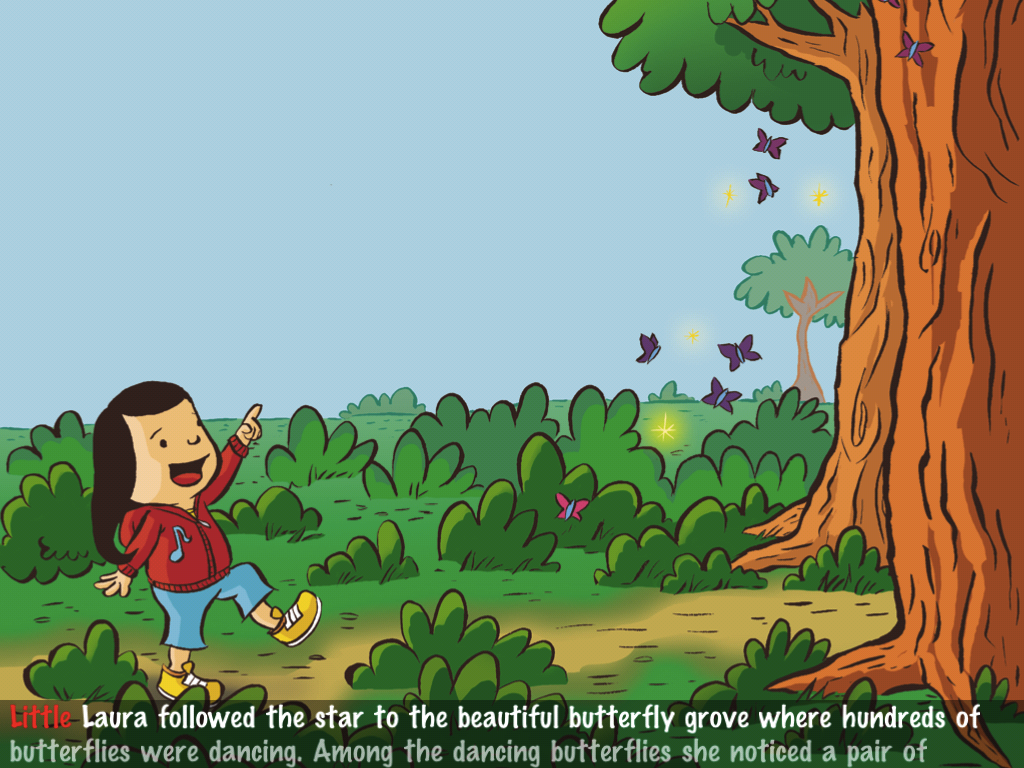 Little Laura followed the star to the beautiful butterfly grove where hundreds of
butterflies were dancing. Among the dancing butterflies she noticed a pair of